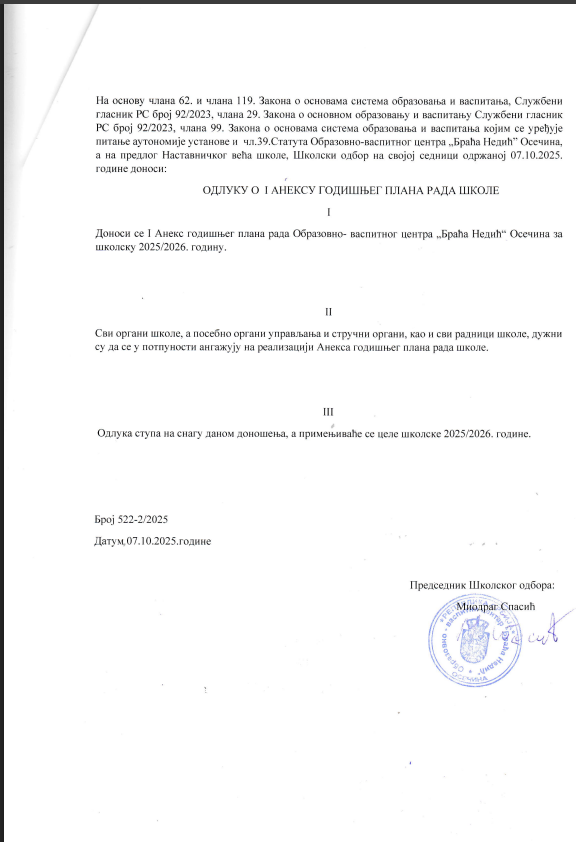 На основу члана 62. и члана 119. Закона о основама система образовања и васпитања, Службени
гласник РС број 92/2023, члана 29. Закона о основном образовању и васпитању Службени гласник
РС број 92/2023, члана 99. Закона о основама система образовања и васпитања којим се уређује
питање аутономије установе и чл.39.Статута Образовно-васпитног центра „Браћа Недић” Осечина,
а на предлог Наставничког већа школе, Школски одбор на својој седници одржаној 07.10.2025.
године доноси:
ОДЛУКУ О I АНЕКСУ ГОДИШЊЕГ ПЛАНА РАДА ШКОЛЕ
I
Доноси се I Анекс годишњег плана рада Образовно- васпитног центра „Браћа Недић“ Осечина за
школску 2025/2026. годину.
II
Сви органи школе, а посебно органи управљања и стручни органи, као и сви радници школе, дужни
су да се у потпуности ангажују на реализацији Анекса годишњег плана рада школе.
III
Одлука ступа на снагу даном доношења, а примењиваће се целе школске 2025/2026. године.
Број 522-2/2025
Датум,07.10.2025.године
Председник Школског одбора:
Миодраг Спасић